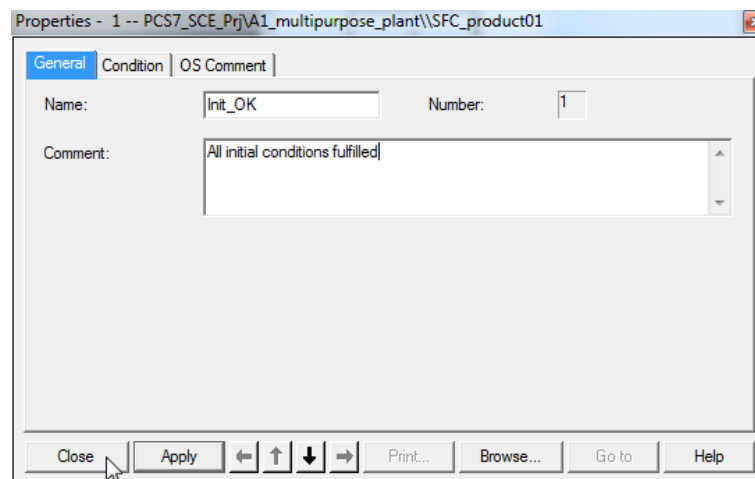 Properties - 1 -- PCS7_SCE_Prj\A1_multipurpose_plant\\SFC_product01
General Condition OS Comment
Name: Init_OK Number: 1
Comment: All initial conditions fulfilled
Close Apply Print... Browse... Go to Help